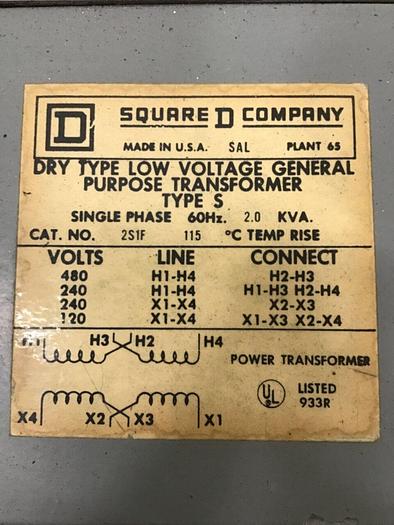 D SQUARE D COMPANY
MADE IN U.S.A. SAL PLANT 65
DRY TYPE LOW VOLTAGE GENERAL
PURPOSE TRANSFORMER
TYPE S
SINGLE PHASE 60Hz. 2.0 KVA.
CAT. NO. 2S1F 115 °C TEMP RISE
VOLTS LINE CONNECT
480 H1-H4 H2-H3
240 H1-H4 H1-H3 H2-H4
240 X1-X4 X2-X3
120 X1-X4 X1-X3 X2-X4
H1 H3 H2 H4
POWER TRANSFORMER
UL LISTED
933R
X4 X2 X3 X1